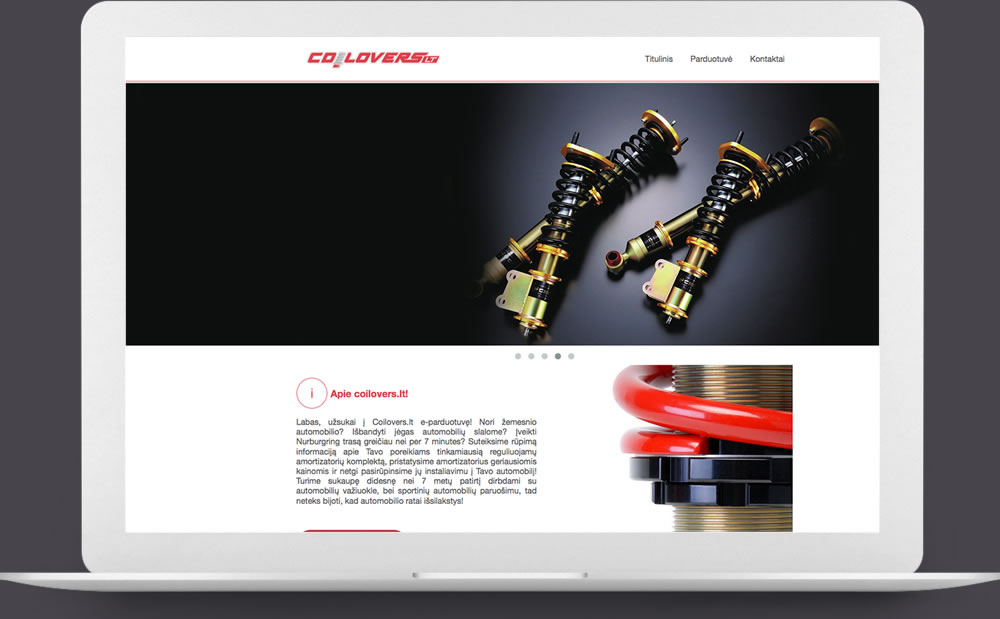 COILOVERS LT
Titulinis Parduotuvė Kontaktai
i Apie coilovers.lt!
Labas, užsukai į Coilovers.lt e-parduotuvę! Nori žemesnio
automobilio? Išbandyti jėgas automobilių slalome? Įveikti
Nurburgring trasą greičiau nei per 7 minutes? Suteiksime rūpimą
informaciją apie Tavo poreikiams tinkamiausią reguliuojamų
amortizatorių komplektą, pristatysime amortizatorius geriausiomis
kainomis ir netgi pasirūpinsime jų instaliavimu į Tavo automobilį!
Turime sukaupę didesnę nei 7 metų patirtį dirbdami su
automobilių važiuokle, bei sportinių automobilių paruošimu, tad
neteks bijoti, kad automobilio ratai išsilakstys!